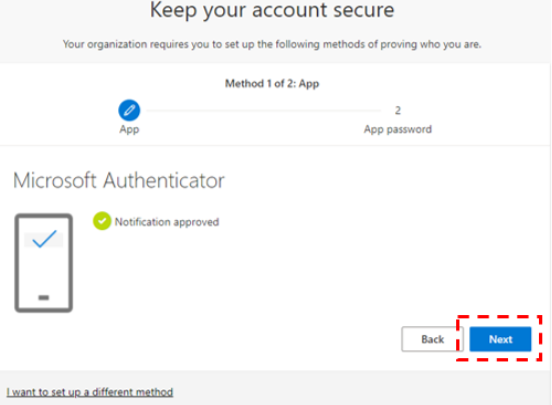 Keep your account secure
Your organization requires you to set up the following methods of proving who you are.
Method 1 of 2: App
2
App
App password
Microsoft Authenticator
Notification approved
Back
Next
I want to set up a different method